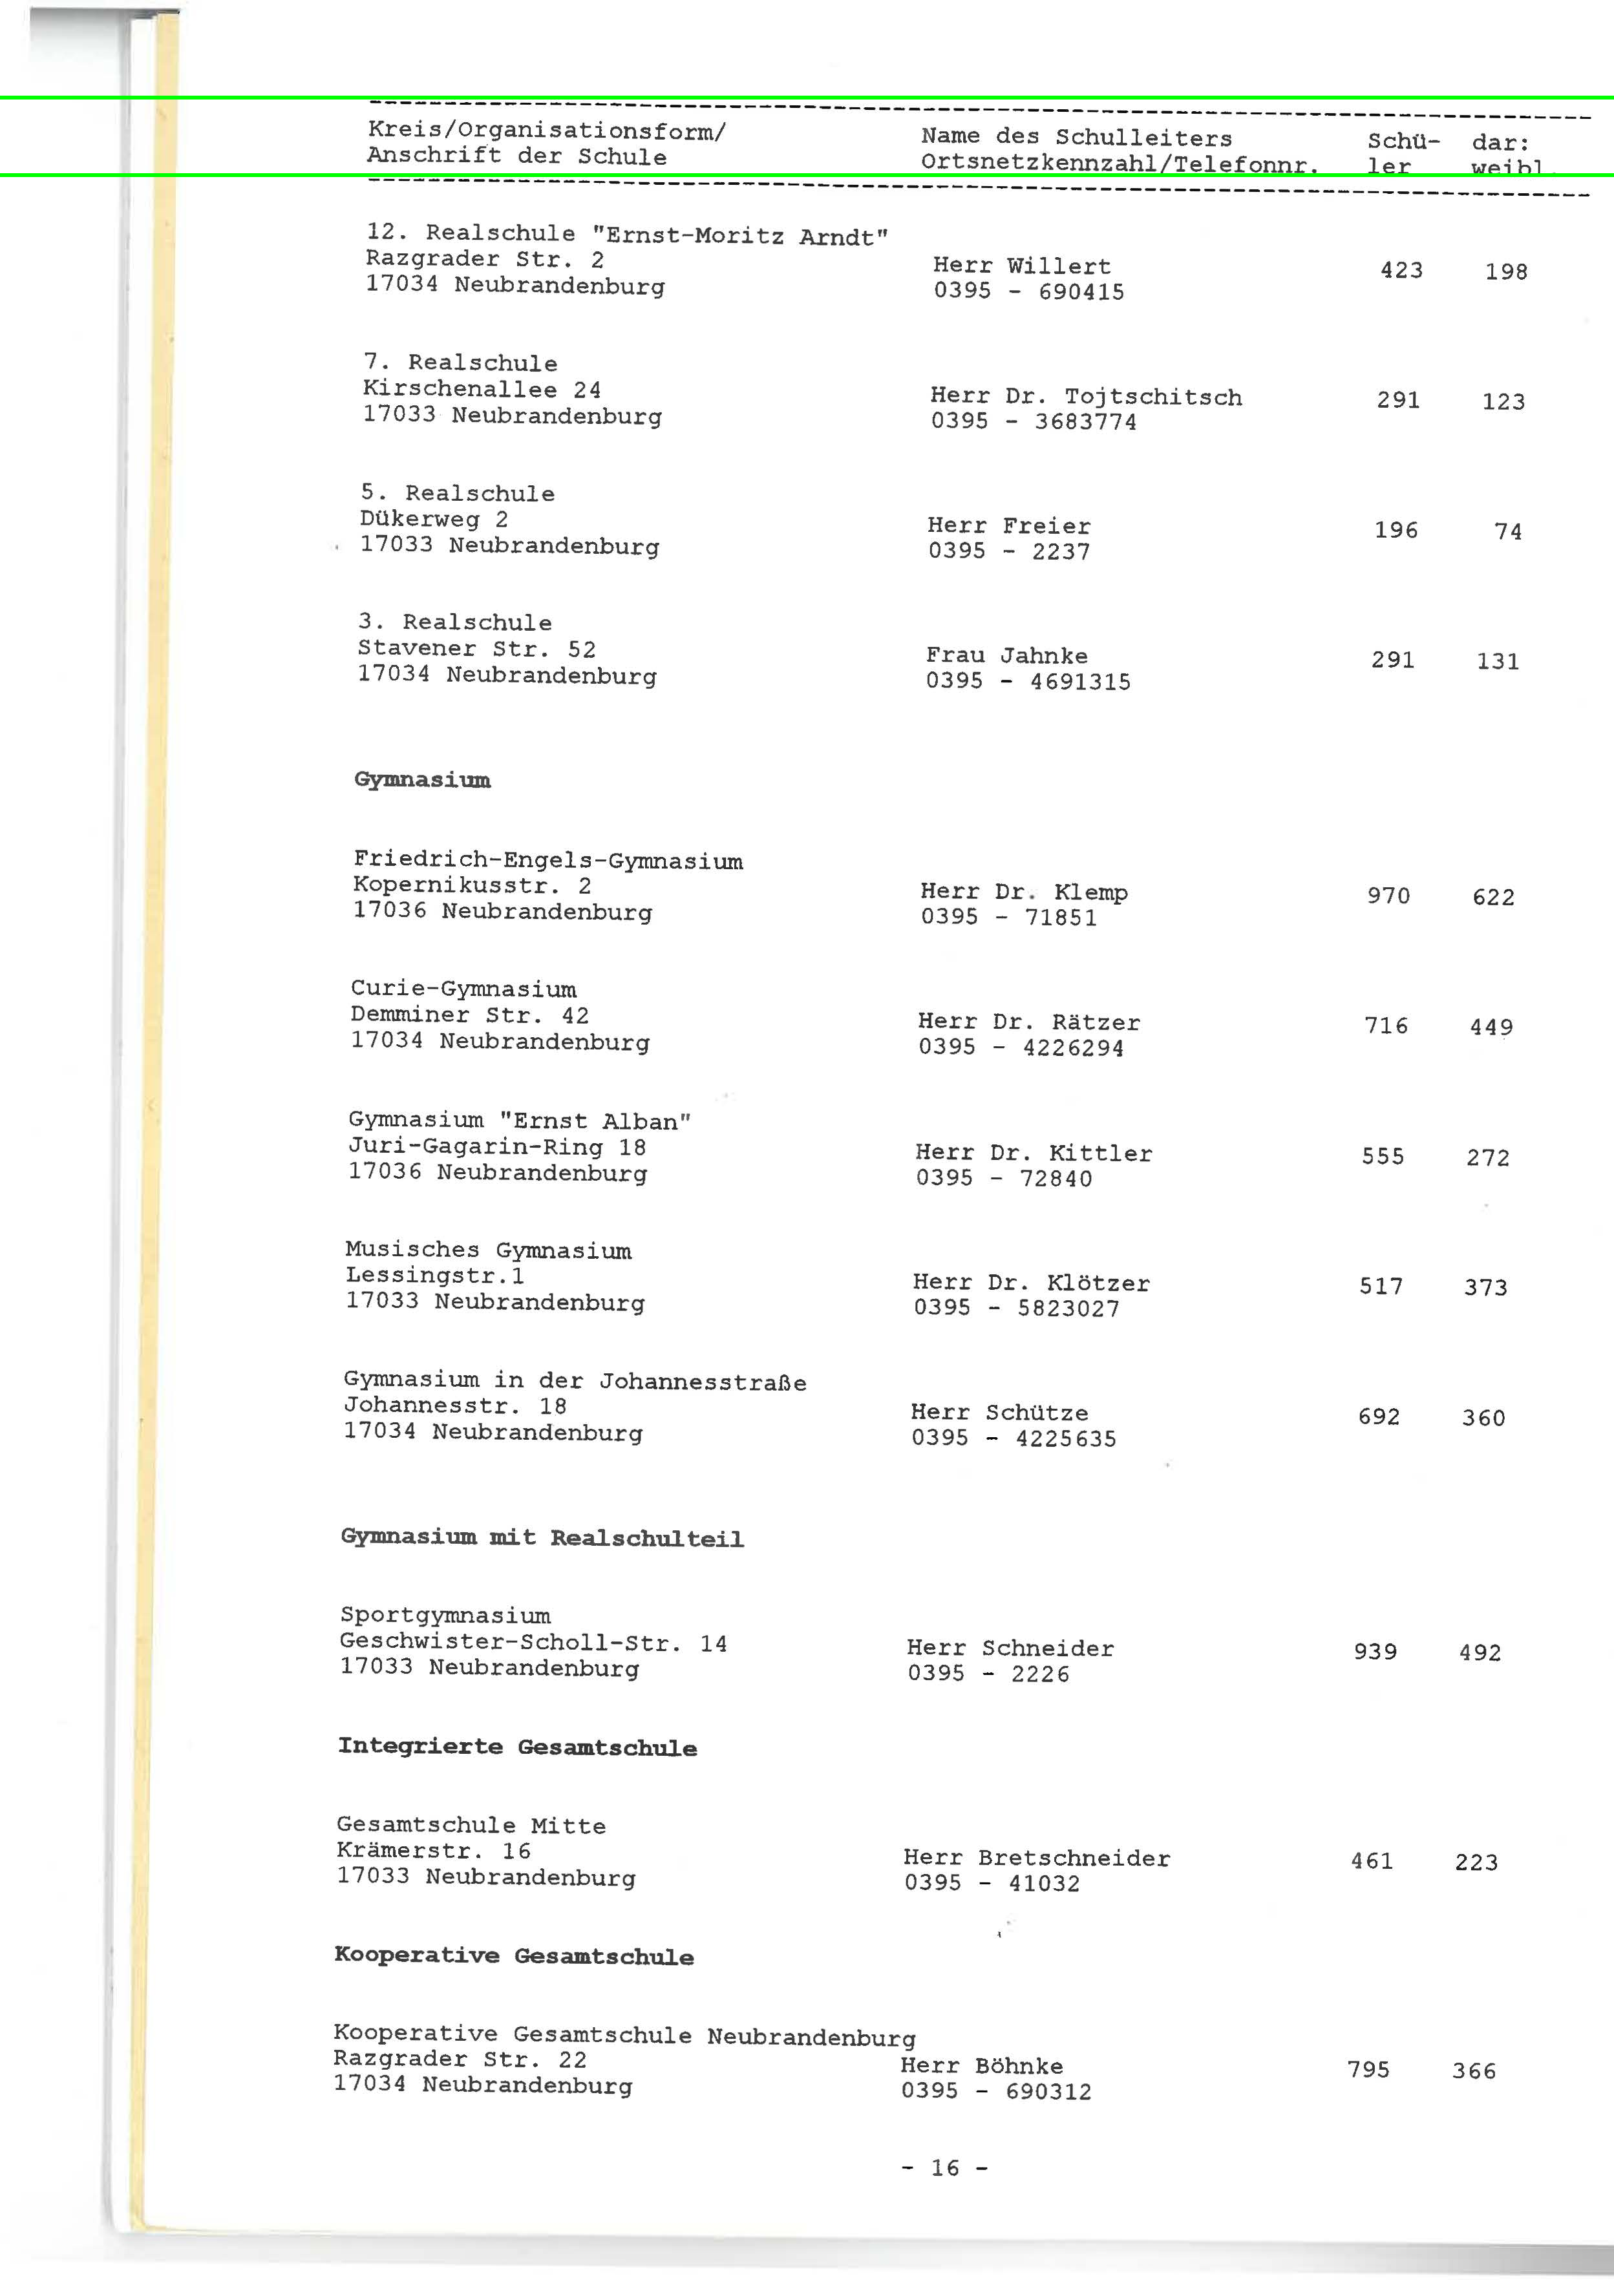 Kreis/Organisationsform/ Name des Schulleiters Schü- dar:
Anschrift der Schule Ortsnetzkennzahl/Telefonnr. ler weibl.
12. Realschule "Ernst-Moritz Arndt"
Razgrader Str. 2 Herr Willert 423 198
17034 Neubrandenburg 0395 - 690415
7. Realschule
Kirschenallee 24 Herr Dr. Tojtschitsch 291 123
17033 Neubrandenburg 0395 - 3683774
5. Realschule
Dükerweg 2 Herr Freier 196 74
17033 Neubrandenburg 0395 - 2237
3. Realschule
Stavener Str. 52 Frau Jahnke 291 131
17034 Neubrandenburg 0395 - 4691315
Gymnasium
Friedrich-Engels-Gymnasium
Kopernikusstr. 2 Herr Dr. Klemp 970 622
17036 Neubrandenburg 0395 - 71851
Curie-Gymnasium
Demminer Str. 42 Herr Dr. Rätzer 716 449
17034 Neubrandenburg 0395 - 4226294
Gymnasium "Ernst Alban"
Juri-Gagarin-Ring 18 Herr Dr. Kittler 555 272
17036 Neubrandenburg 0395 - 72840
Musisches Gymnasium
Lessingstr.1 Herr Dr. Klötzer 517 373
17033 Neubrandenburg 0395 - 5823027
Gymnasium in der Johannesstraße
Johannesstr. 18 Herr Schütze 692 360
17034 Neubrandenburg 0395 - 4225635
Gymnasium mit Realschulteil
Sportgymnasium
Geschwister-Scholl-Str. 14 Herr Schneider 939 492
17033 Neubrandenburg 0395 - 2226
Integrierte Gesamtschule
Gesamtschule Mitte
Krämerstr. 16 Herr Bretschneider 461 223
17033 Neubrandenburg 0395 - 41032
Kooperative Gesamtschule
Kooperative Gesamtschule Neubrandenburg
Razgrader Str. 22 Herr Böhnke 795 366
17034 Neubrandenburg 0395 - 690312
- 16 -